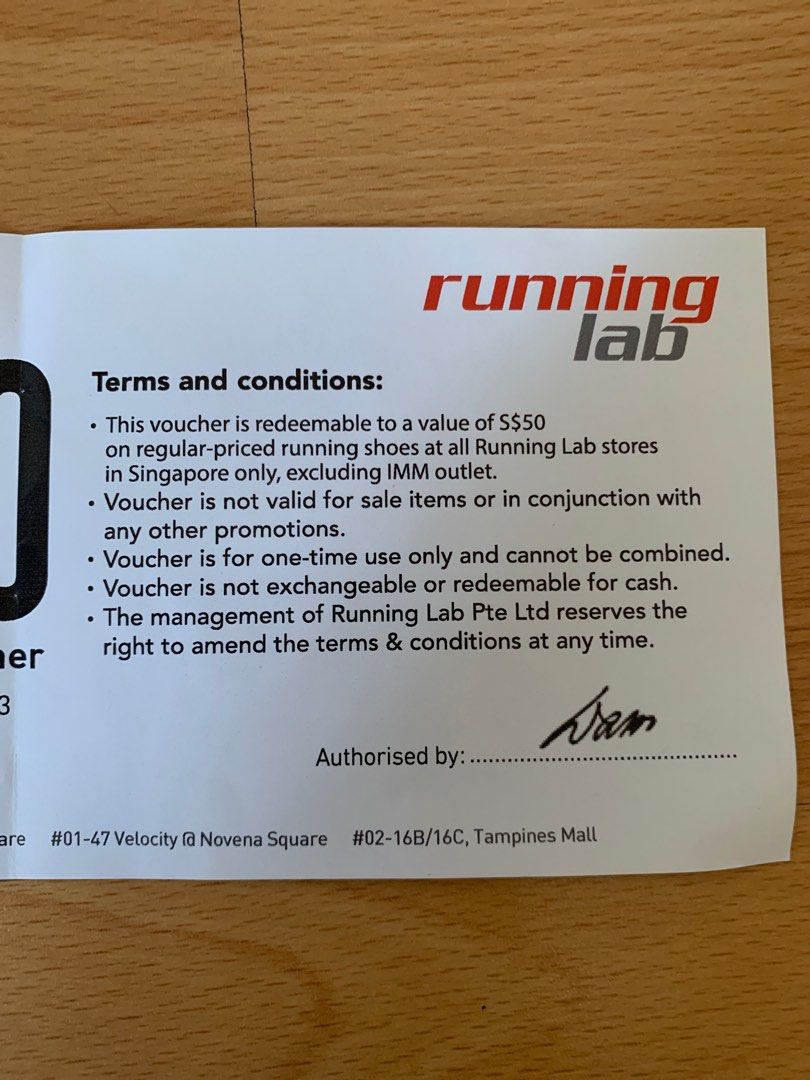 running
lab
Terms and conditions:
• This voucher is redeemable to a value of S$50
on regular-priced running shoes at all Running Lab stores
in Singapore only, excluding IMM outlet.
• Voucher is not valid for sale items or in conjunction with
any other promotions.
• Voucher is for one-time use only and cannot be combined.
• Voucher is not exchangeable or redeemable for cash.
• The management of Running Lab Pte Ltd reserves the
right to amend the terms & conditions at any time.
0
er
3
Authorised by:
are #01-47 Velocity @ Novena Square #02-16B/16C, Tampines Mall